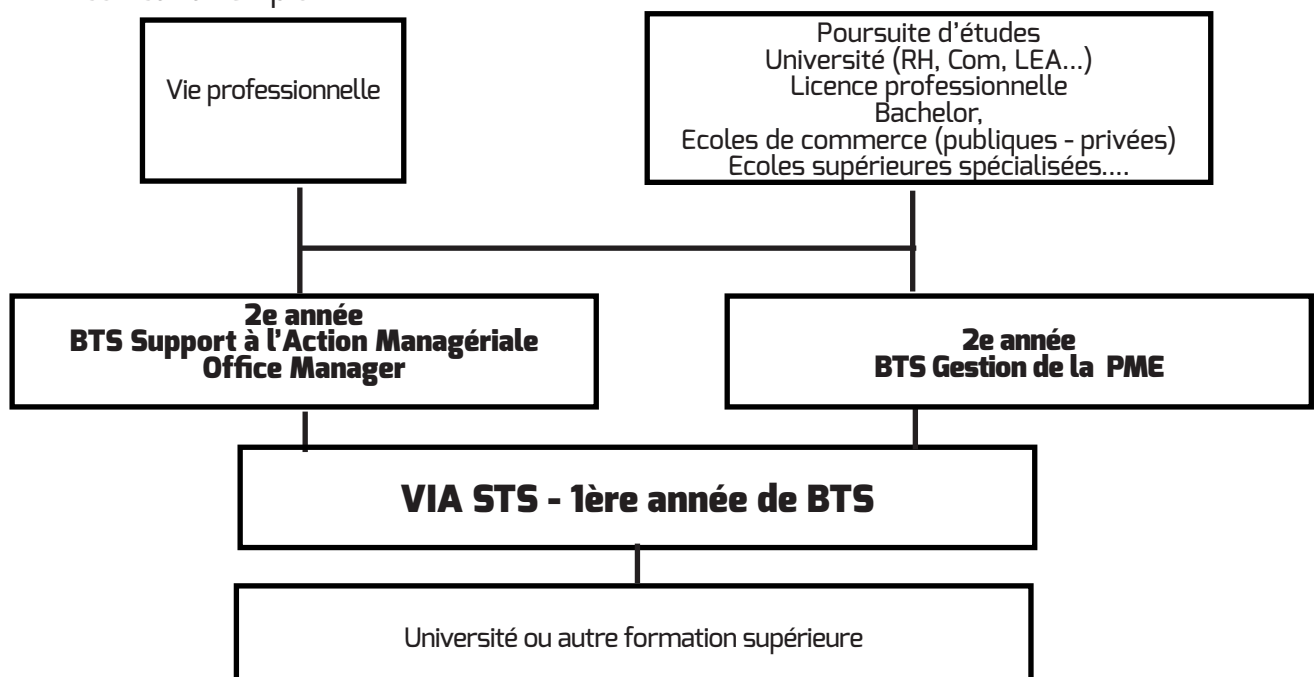 Vie professionnelle
Poursuite d'études
Université (RH, Com, LEA...)
Licence professionnelle
Bachelor,
Ecoles de commerce (publiques - privées)
Ecoles supérieures spécialisées....
2e année
BTS Support à l'Action Managériale
Office Manager
2e année
BTS Gestion de la PME
VIA STS - 1ère année de BTS
Université ou autre formation supérieure